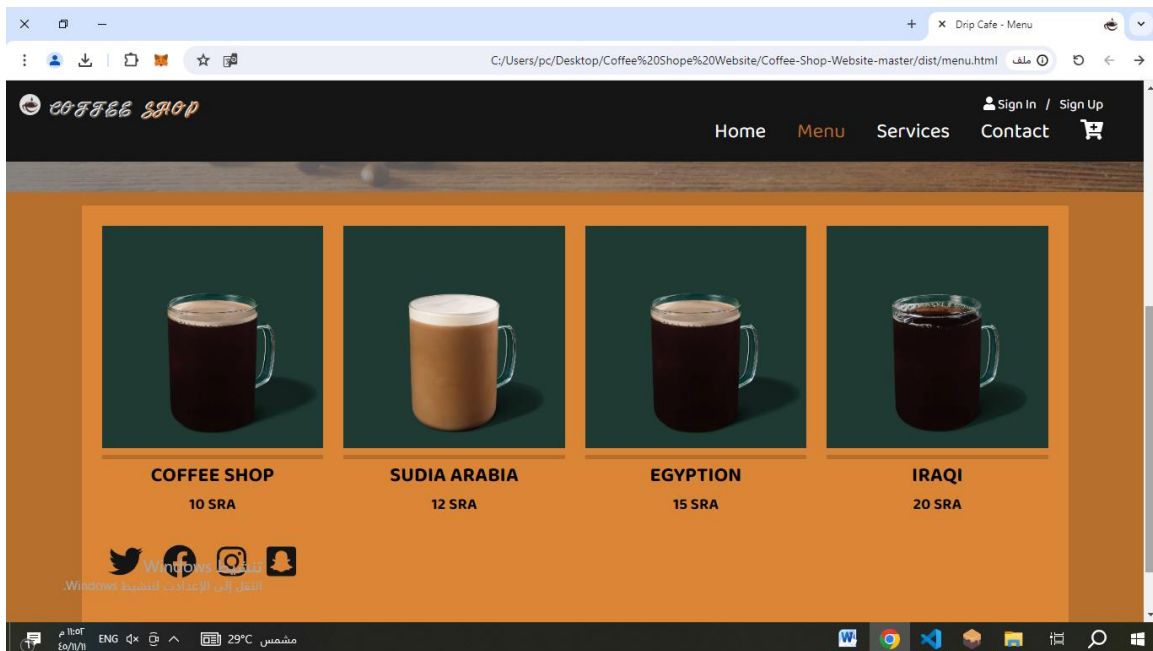 Drip Cafe - Menu
C:/Users/pc/Desktop/Coffee%20Shope%20Website/Coffee-Shop-Website-master/dist/menu.html ملف
COFFEE SHOP
Sign In / Sign Up
Home Menu Services Contact
COFFEE SHOP
10 SRA
SUDIA ARABIA
12 SRA
EGYPTION
15 SRA
IRAQI
20 SRA
تنشيط Windows
انتقل إلى الإعدادات لتنشيط Windows.
ENG
29°C مشمس